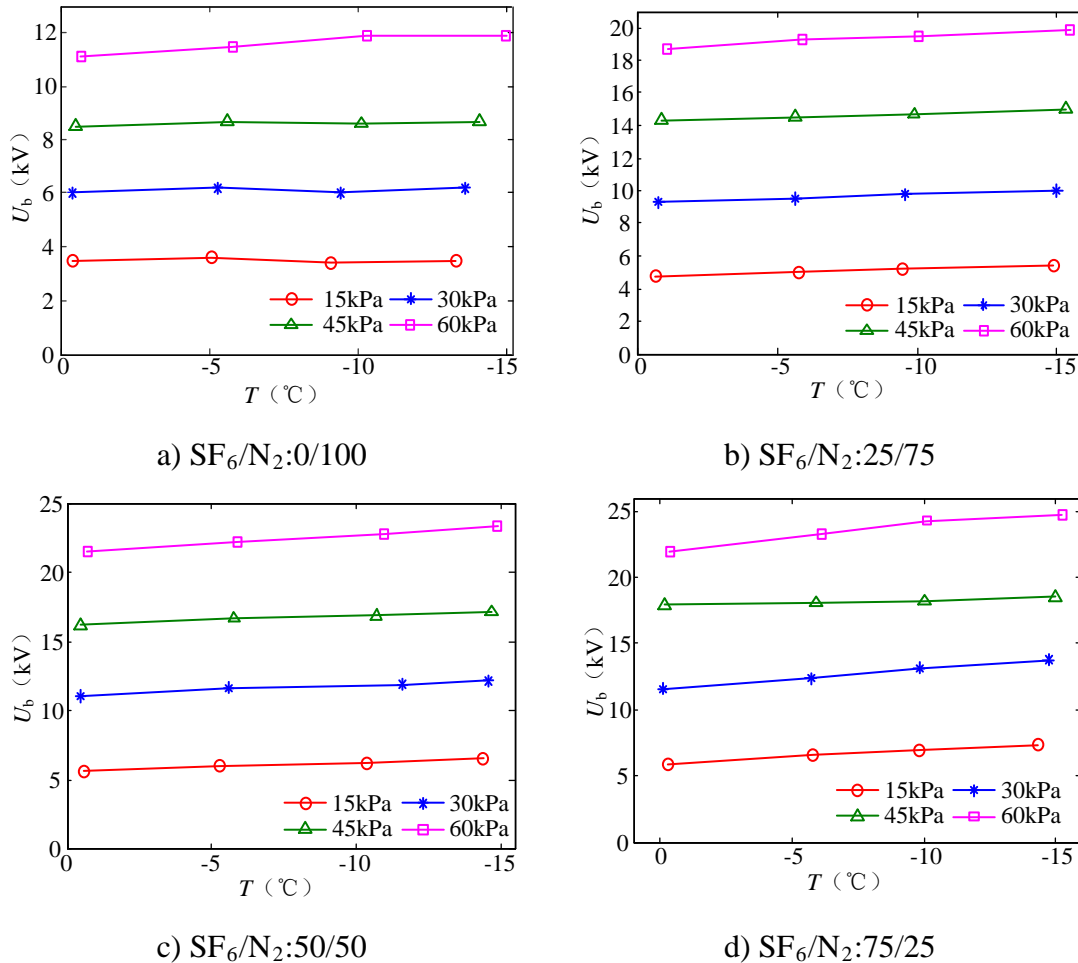 12
10
8
6
4
2
0
U_b（kV）
0 -5 -10 -15
T（℃）
15kPa 30kPa
45kPa 60kPa
a) SF₆/N₂:0/100
20
18
16
14
12
10
8
6
4
2
0
U_b（kV）
0 -5 -10 -15
T（℃）
15kPa 30kPa
45kPa 60kPa
b) SF₆/N₂:25/75
25
20
15
10
5
0
U_b（kV）
0 -5 -10 -15
T（℃）
15kPa 30kPa
45kPa 60kPa
c) SF₆/N₂:50/50
25
20
15
10
5
0
U_b（kV）
0 -5 -10 -15
T（℃）
15kPa 30kPa
45kPa 60kPa
d) SF₆/N₂:75/25